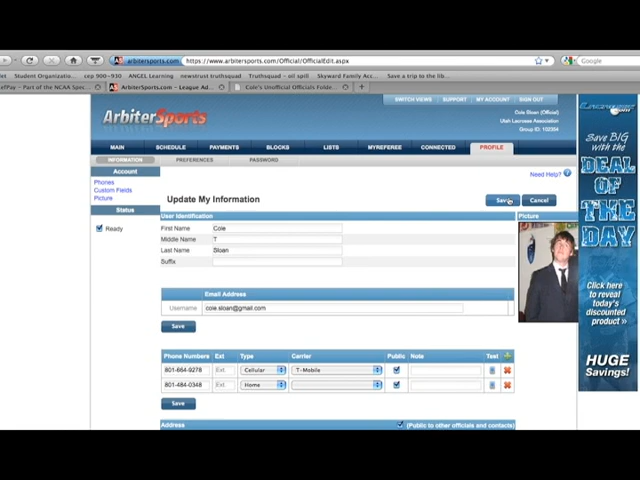 arbitersports.com https://www.arbitersports.com/Official/OfficialEdit.aspx
Google
Student Organizatio... cep 900-930 ANGEL Learning newstrust truthsquad Truthsquad - oil spill Skyward Family Acc... Save a trip to the lib...
efPay - Part of the NCAA Spec... ArbiterSports.com - League Ad... Cole's Unofficial Officials Folde...
SWITCH VIEWS SUPPORT MY ACCOUNT SIGN OUT
Cole Sloan (Official)
Utah Lacrosse Association
Group ID: 102394
ArbiterSports
MAIN SCHEDULE PAYMENTS BLOCKS LISTS MYREFEREE CONNECTED PROFILE
INFORMATION PREFERENCES PASSWORD
Account
Phones
Custom Fields
Picture
Status
Ready
Need Help?
Update My Information
Save Cancel
User Identification
Picture
First Name Cole
Middle Name T
Last Name Sloan
Suffix
Email Address
Username cole.sloan@gmail.com
Save
Phone Numbers Ext Type Carrier Public Note Test
801-664-9278 Ext Cellular T-Mobile
801-484-0348 Ext Home
Save
Address (Public to other officials and contacts)
Save BIG
with the
DEAL
OF
THE
DAY
Click here
to reveal
today's
discounted
product »
HUGE
Savings!